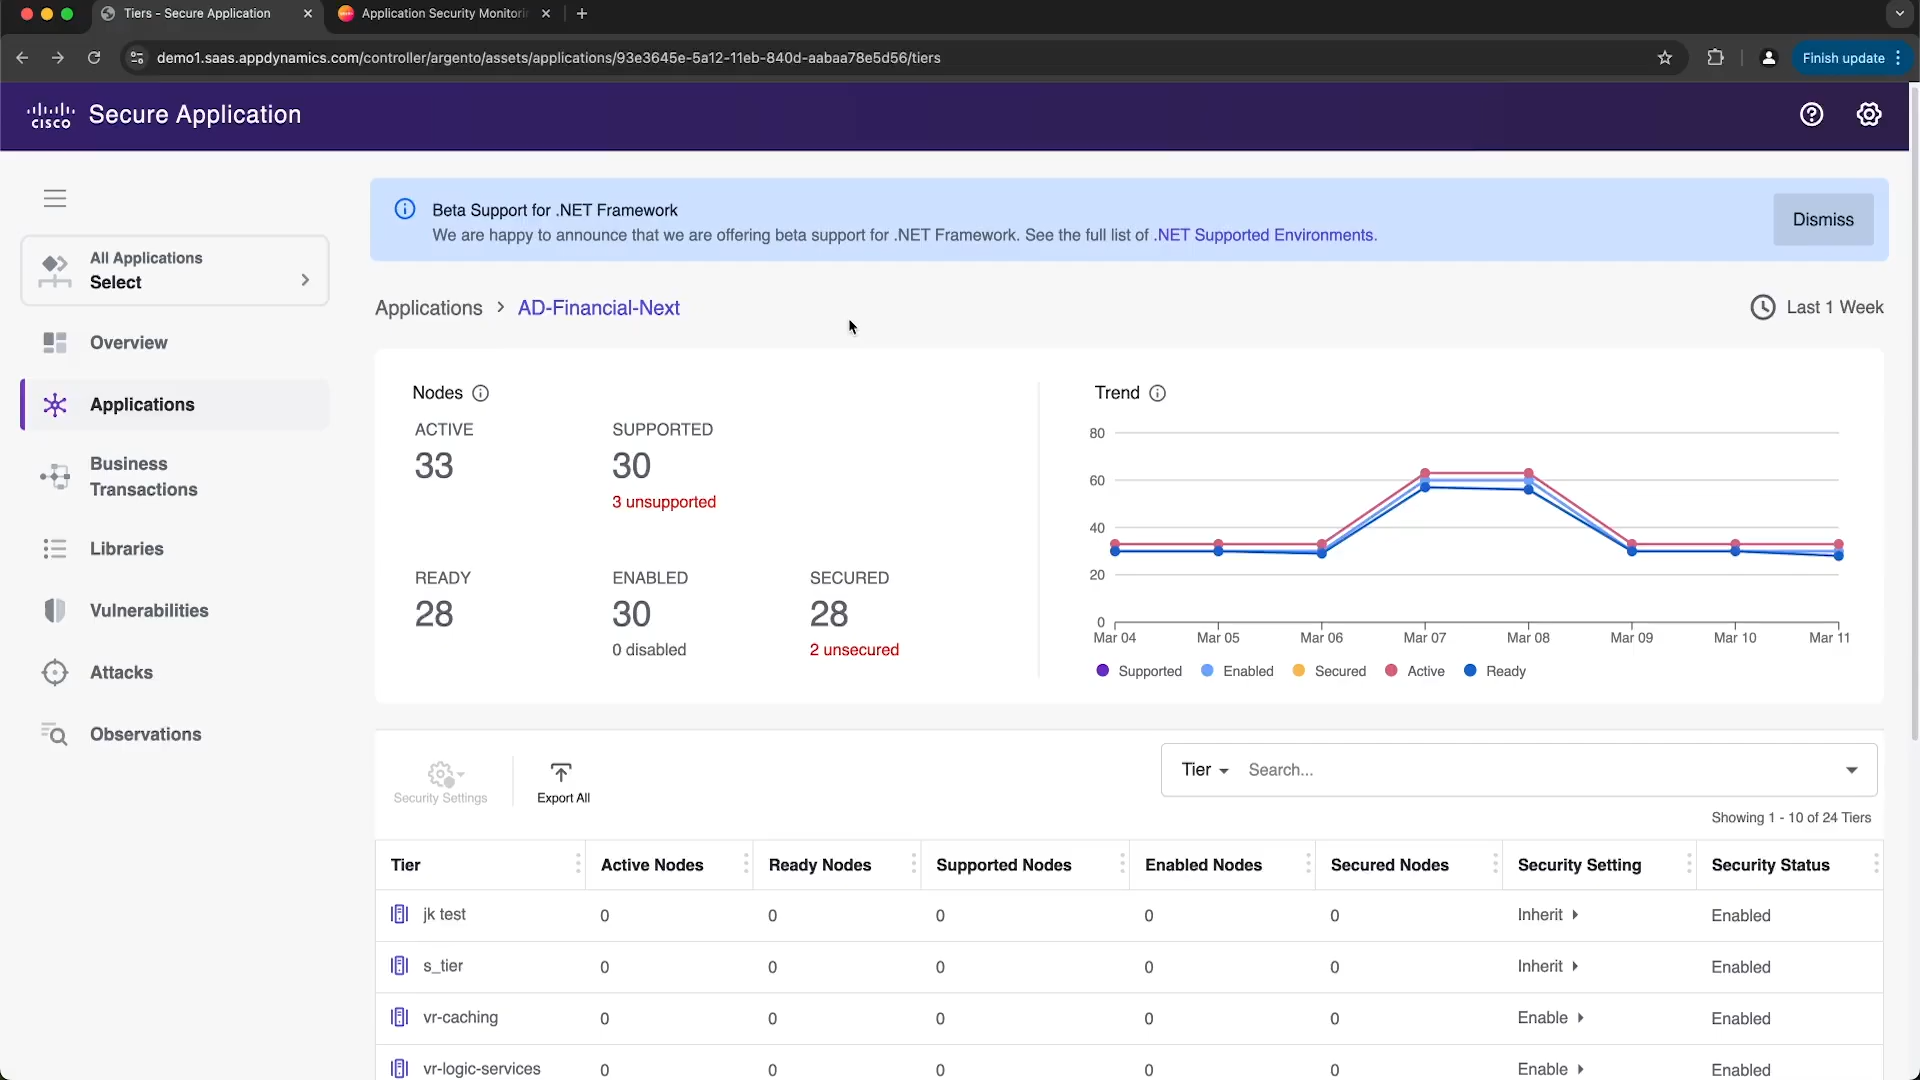 Tiers - Secure Application
Application Security Monitorin
demo1.saas.appdynamics.com/controller/argento/assets/applications/93e3645e-5a12-11eb-840d-aabaa78e5d56/tiers
Finish update
cisco
Secure Application
All Applications
Select
Overview
Applications
Business
Transactions
Libraries
Vulnerabilities
Attacks
Observations
Beta Support for .NET Framework
We are happy to announce that we are offering beta support for .NET Framework. See the full list of .NET Supported Environments.
Dismiss
Applications > AD-Financial-Next
Last 1 Week
Nodes
ACTIVE SUPPORTED
33 30
3 unsupported
READY ENABLED SECURED
28 30 28
0 disabled 2 unsecured
Trend
80
60
40
20
0
Mar 04 Mar 05 Mar 06 Mar 07 Mar 08 Mar 09 Mar 10 Mar 11
Supported Enabled Secured Active Ready
Security Settings
Export All
Tier Search...
Showing 1 - 10 of 24 Tiers
Tier Active Nodes Ready Nodes Supported Nodes Enabled Nodes Secured Nodes Security Setting Security Status
jk test 0 0 0 0 0 Inherit Enabled
s_tier 0 0 0 0 0 Inherit Enabled
vr-caching 0 0 0 0 0 Enable Enabled
vr-logic-services 0 0 0 0 0 Enable Enabled